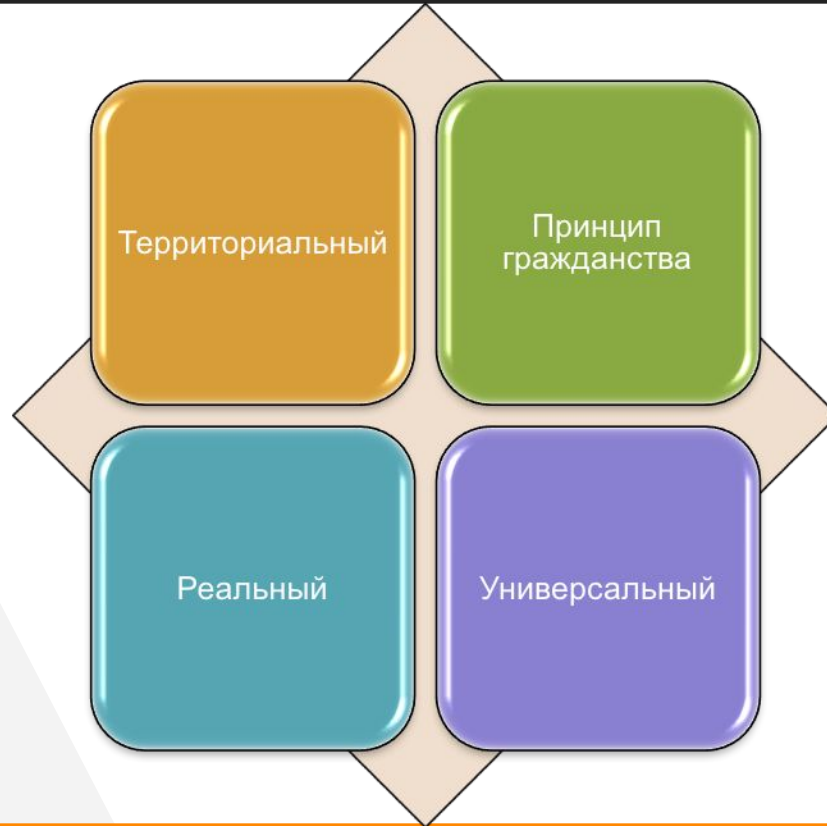 Территориальный
Принцип
гражданства
Реальный
Универсальный